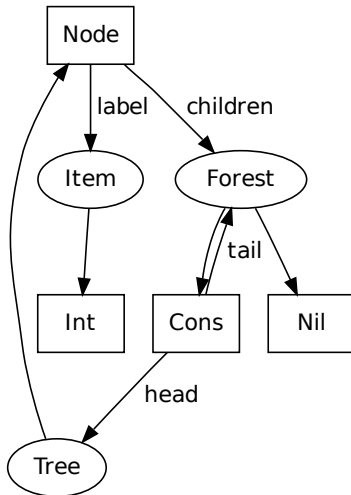 Node
label
children
Item
Forest
tail
Int
Cons
Nil
head
Tree